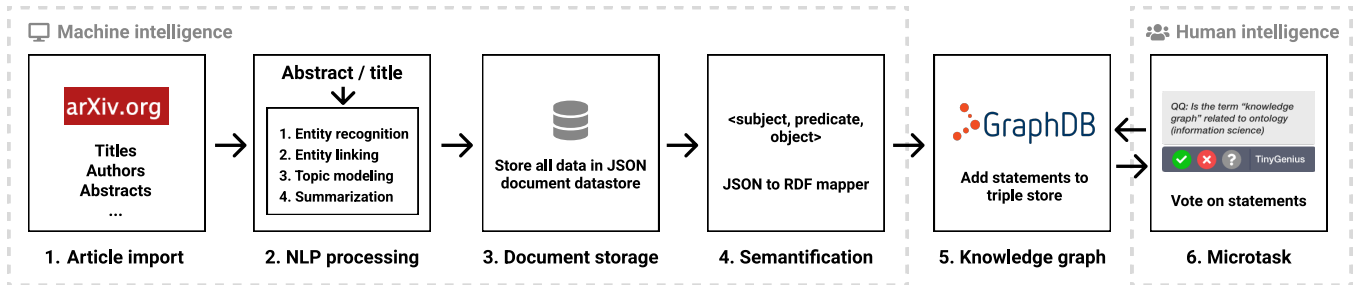 Machine intelligence
arXiv.org
Titles
Authors
Abstracts
...
1. Article import
Abstract / title
1. Entity recognition
2. Entity linking
3. Topic modeling
4. Summarization
2. NLP processing
Store all data in JSON
document datastore
3. Document storage
<subject, predicate,
object>
JSON to RDF mapper
4. Semantification
GraphDB
Add statements to
triple store
5. Knowledge graph
Human intelligence
QQ: Is the term “knowledge
graph” related to ontology
(information science)
? TinyGenius
Vote on statements
6. Microtask